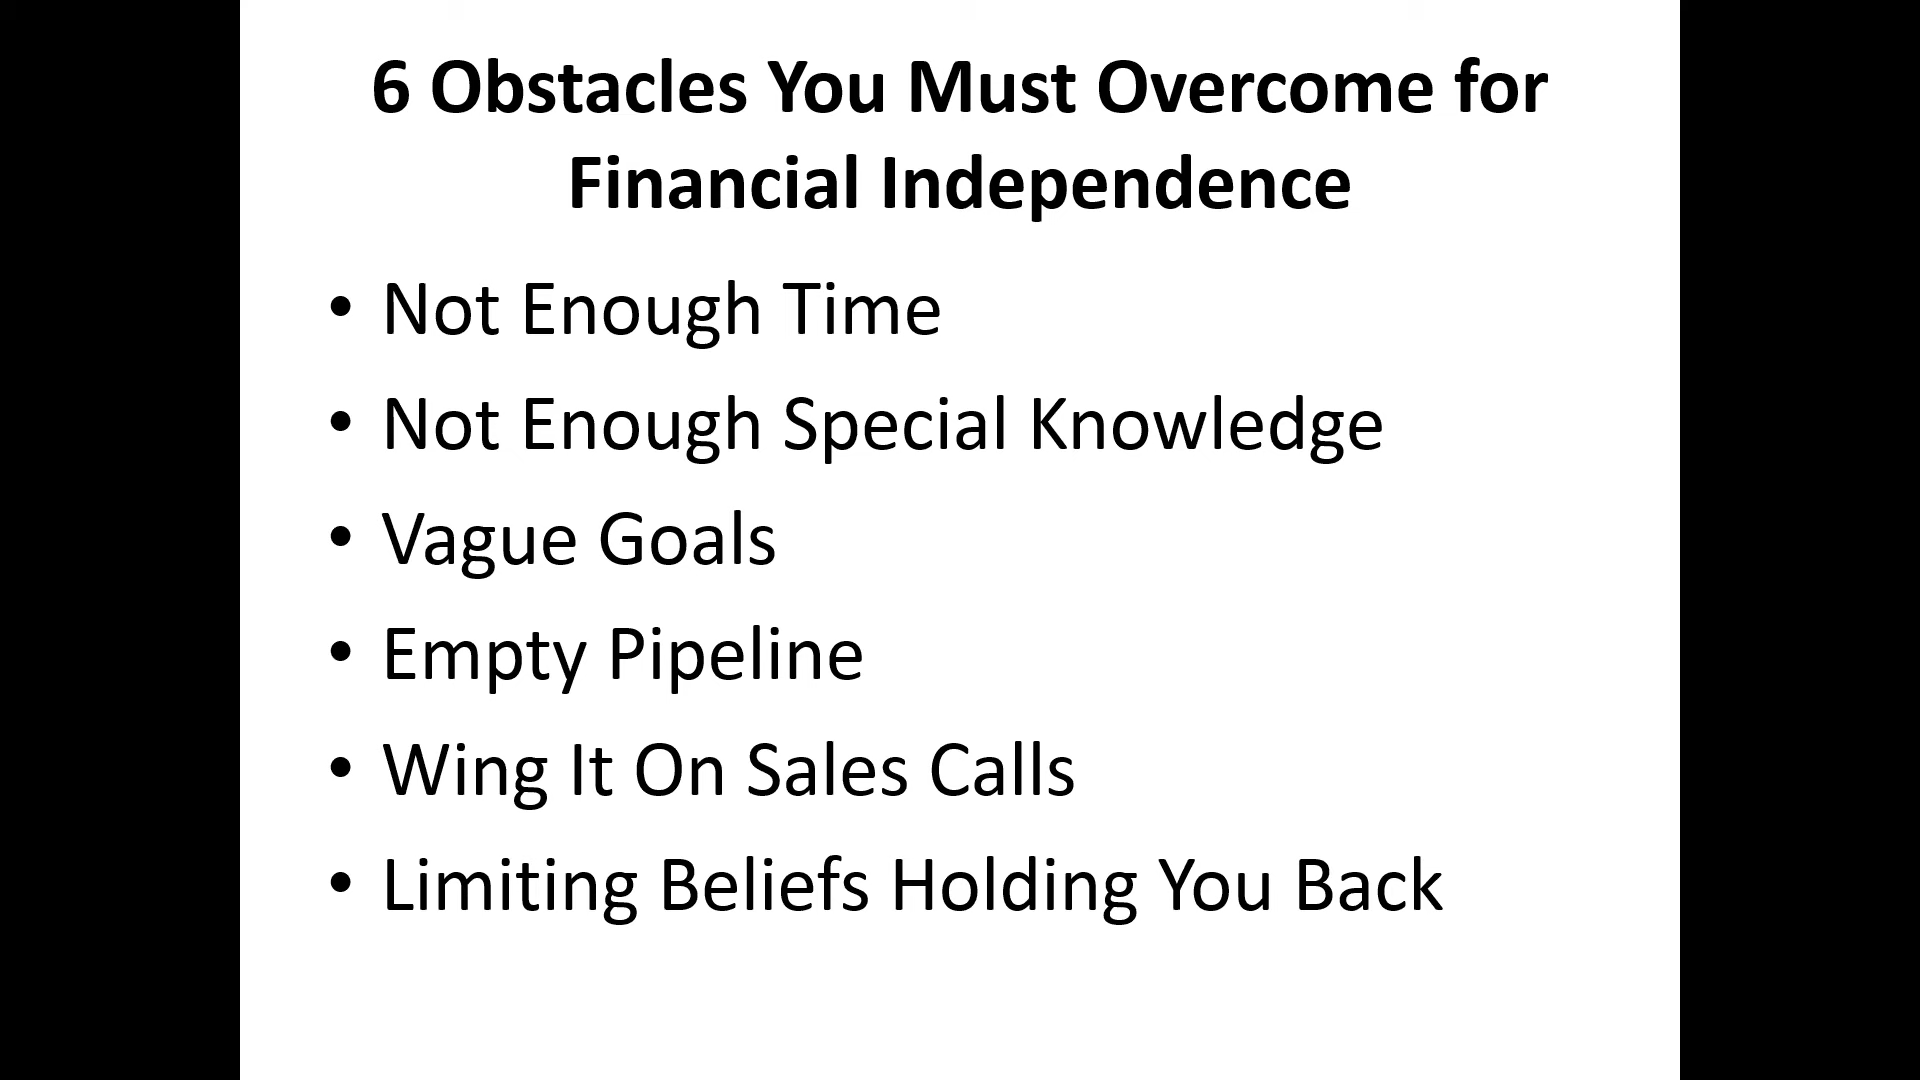 6 Obstacles You Must Overcome for
Financial Independence
• Not Enough Time
• Not Enough Special Knowledge
• Vague Goals
• Empty Pipeline
• Wing It On Sales Calls
• Limiting Beliefs Holding You Back